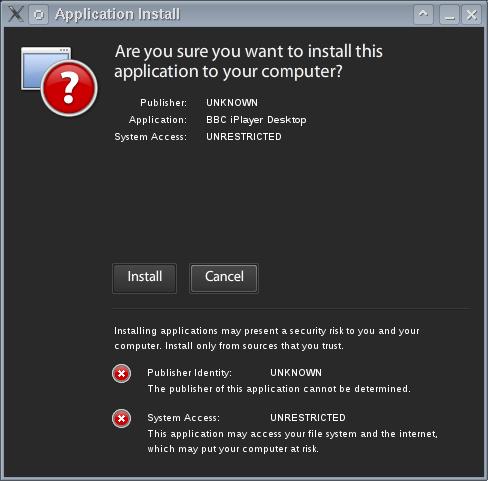 Application Install
Are you sure you want to install this
application to your computer?
Publisher: UNKNOWN
Application: BBC iPlayer Desktop
System Access: UNRESTRICTED
Install Cancel
Installing applications may present a security risk to you and your
computer. Install only from sources that you trust.
Publisher Identity: UNKNOWN
The publisher of this application cannot be determined.
System Access: UNRESTRICTED
This application may access your file system and the internet,
which may put your computer at risk.